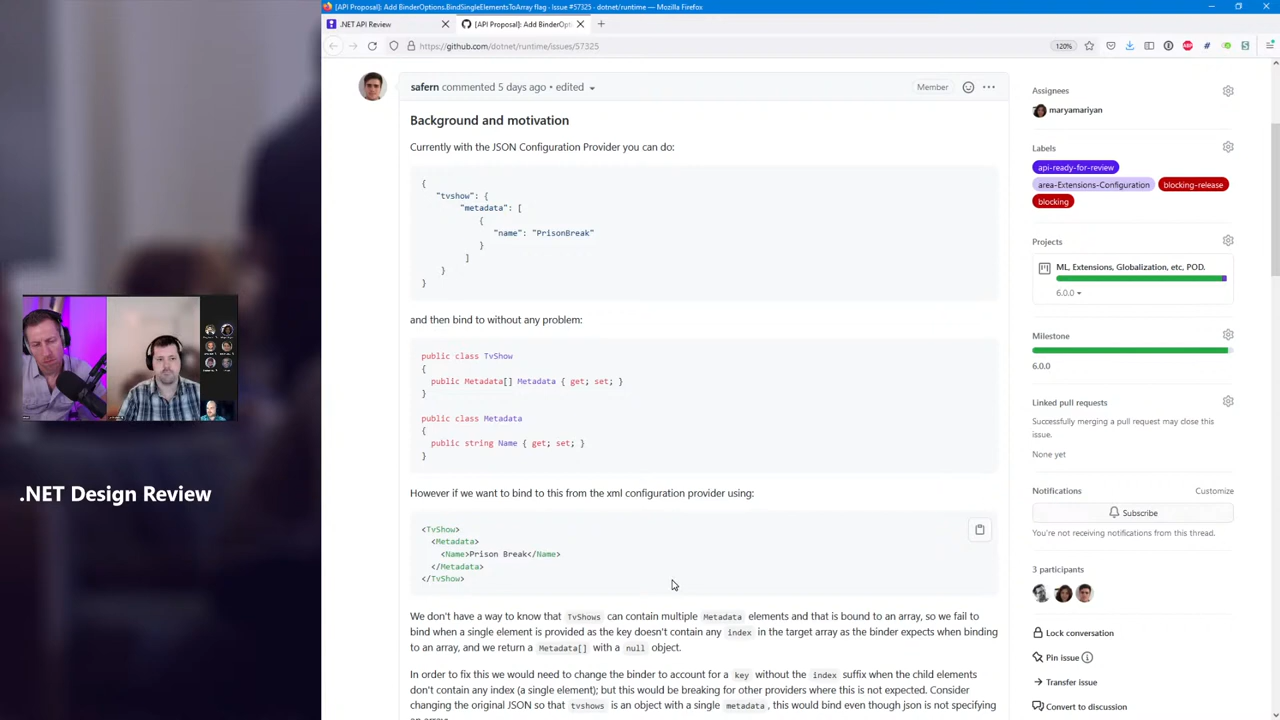 [API Proposal]: Add BinderOptions.BindSingleElementsToArray flag · Issue #57325 · dotnet/runtime — Mozilla Firefox
.NET API Review
[API Proposal]: Add BinderOpt
https://github.com/dotnet/runtime/issues/57325
120%
safern commented 5 days ago • edited
Member
Background and motivation
Currently with the JSON Configuration Provider you can do:
{
"tvshow": {
"metadata": [
{
"name": "PrisonBreak"
}
]
}
}
and then bind to without any problem:
public class TvShow
{
public Metadata[] Metadata { get; set; }
}
public class Metadata
{
public string Name { get; set; }
}
However if we want to bind to this from the xml configuration provider using:
<TvShow>
<Metadata>
<Name>Prison Break</Name>
</Metadata>
</TvShow>
We don't have a way to know that TvShows can contain multiple Metadata elements and that is bound to an array, so we fail to
bind when a single element is provided as the key doesn't contain any index in the target array as the binder expects when binding
to an array, and we return a Metadata[] with a null object.
In order to fix this we would need to change the binder to account for a key without the index suffix when the child elements
don't contain any index (a single element); but this would be breaking for other providers where this is not expected. Consider
changing the original JSON so that tvshows is an object with a single metadata, this would bind even though json is not specifying
an array.
Assignees
maryamariyan
Labels
api-ready-for-review
area-Extensions-Configuration
blocking-release
blocking
Projects
ML, Extensions, Globalization, etc, POD.
6.0.0
Milestone
6.0.0
Linked pull requests
Successfully merging a pull request may close this
issue.
None yet
Notifications
Customize
Subscribe
You're not receiving notifications from this thread.
3 participants
Lock conversation
Pin issue
Transfer issue
Convert to discussion
.NET Design Review